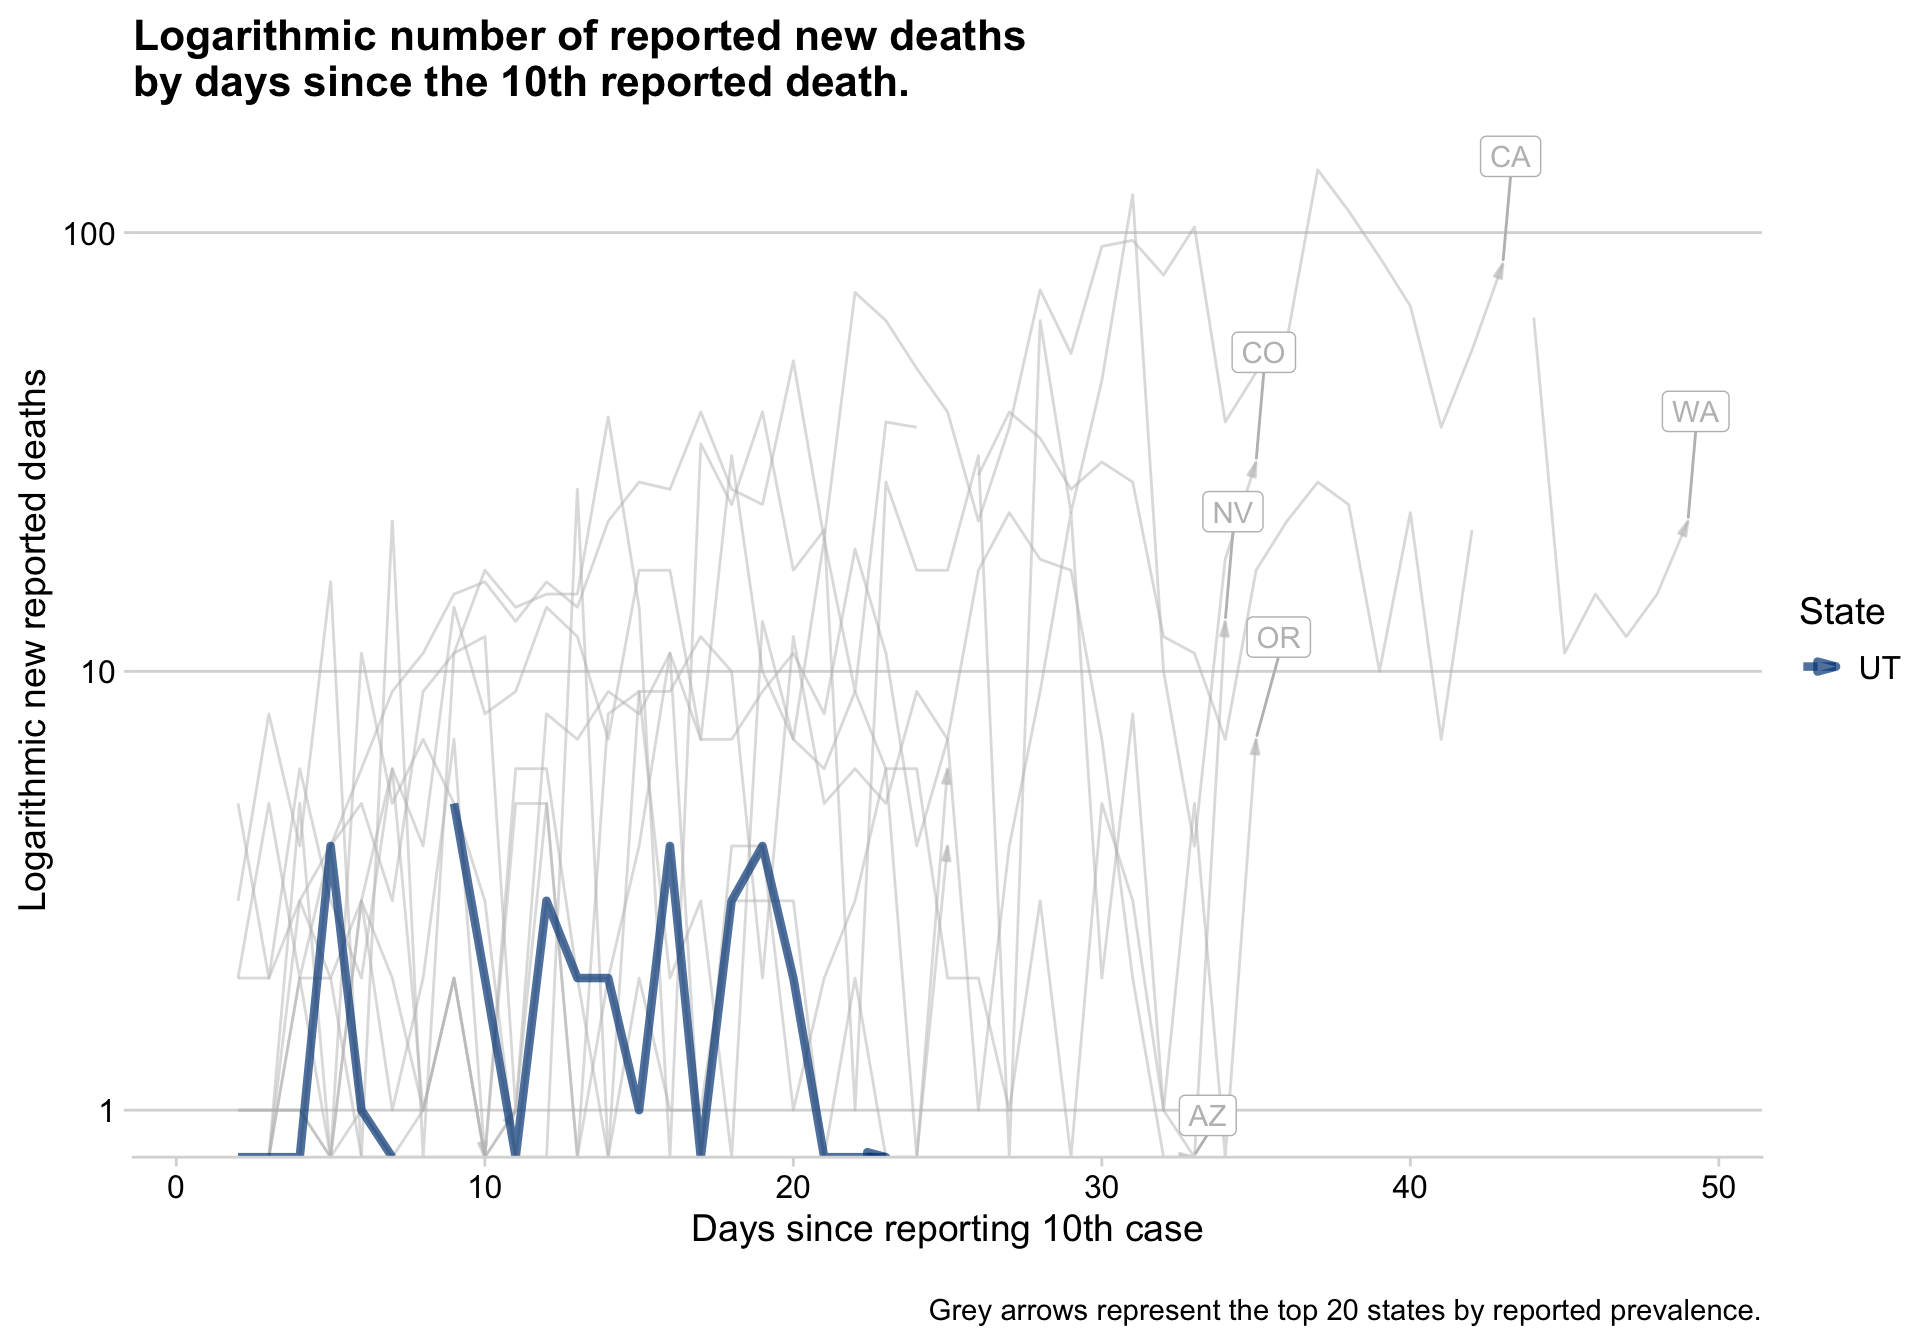 Logarithmic number of reported new deaths
by days since the 10th reported death.
Logarithmic new reported deaths
100
10
1
CA
CO
WA
NV
OR
AZ
State
UT
0 10 20 30 40 50
Days since reporting 10th case
Grey arrows represent the top 20 states by reported prevalence.